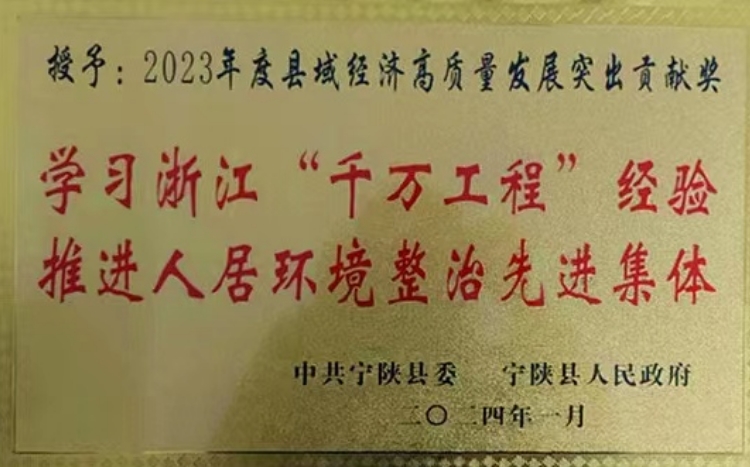 授予：2023年度县域经济高质量发展突出贡献奖
学习浙江“千万工程”经验
推进人居环境整治先进集体
中共宁陕县委 宁陕县人民政府
二〇二四年一月